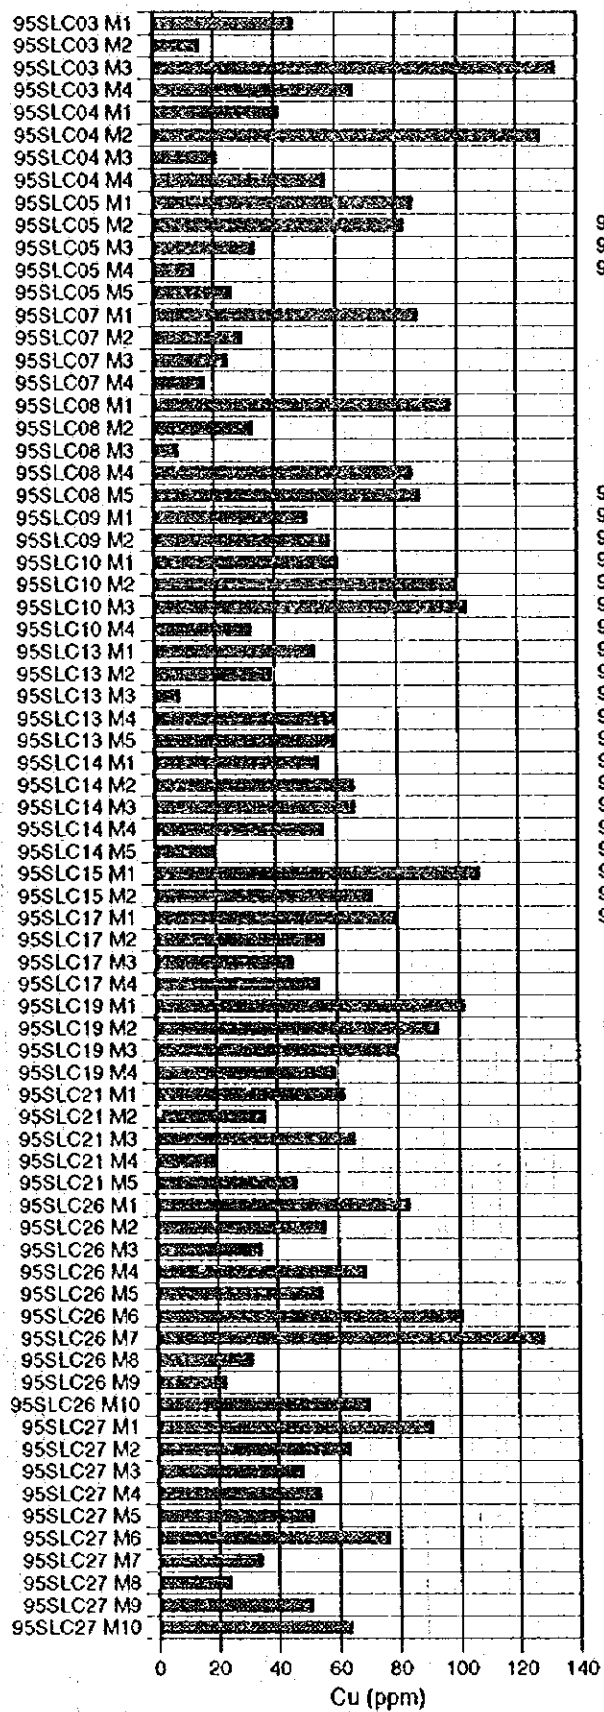 95SLC03 M1
95SLC03 M2
95SLC03 M3
95SLC03 M4
95SLC04 M1
95SLC04 M2
95SLC04 M3
95SLC04 M4
95SLC05 M1
95SLC05 M2
95SLC05 M3
95SLC05 M4
95SLC05 M5
95SLC07 M1
95SLC07 M2
95SLC07 M3
95SLC07 M4
95SLC08 M1
95SLC08 M2
95SLC08 M3
95SLC08 M4
95SLC08 M5
95SLC09 M1
95SLC09 M2
95SLC10 M1
95SLC10 M2
95SLC10 M3
95SLC10 M4
95SLC13 M1
95SLC13 M2
95SLC13 M3
95SLC13 M4
95SLC13 M5
95SLC14 M1
95SLC14 M2
95SLC14 M3
95SLC14 M4
95SLC14 M5
95SLC15 M1
95SLC15 M2
95SLC17 M1
95SLC17 M2
95SLC17 M3
95SLC17 M4
95SLC19 M1
95SLC19 M2
95SLC19 M3
95SLC19 M4
95SLC21 M1
95SLC21 M2
95SLC21 M3
95SLC21 M4
95SLC21 M5
95SLC26 M1
95SLC26 M2
95SLC26 M3
95SLC26 M4
95SLC26 M5
95SLC26 M6
95SLC26 M7
95SLC26 M8
95SLC26 M9
95SLC26 M10
95SLC27 M1
95SLC27 M2
95SLC27 M3
95SLC27 M4
95SLC27 M5
95SLC27 M6
95SLC27 M7
95SLC27 M8
95SLC27 M9
95SLC27 M10
0 20 40 60 80 100 120 140
Cu (ppm)